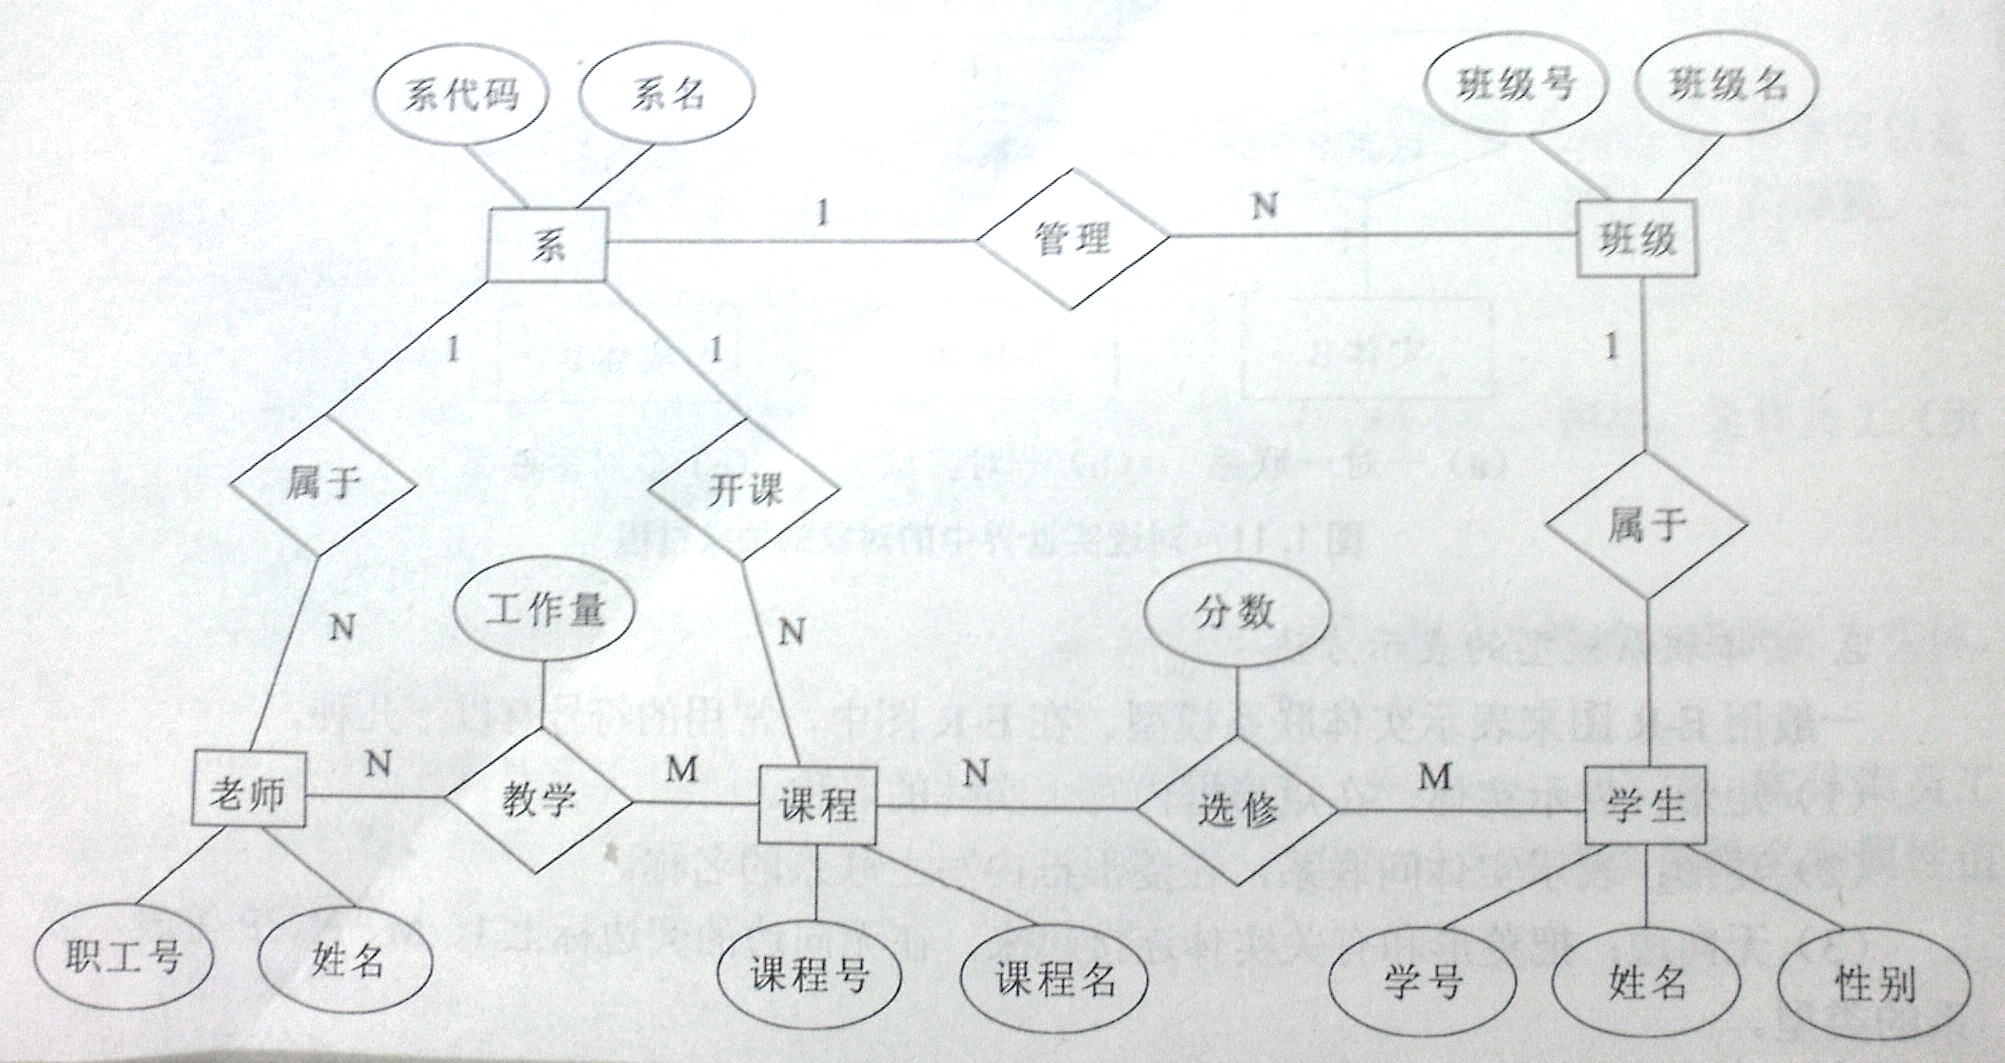 系代码 系名 班级号 班级名
系 1 管理 N 班级
1 1 1
属于 开课 属于
工作量 分数
N N
老师 N 教学 M 课程 N 选修 M 学生
职工号 姓名 课程号 课程名 学号 姓名 性别